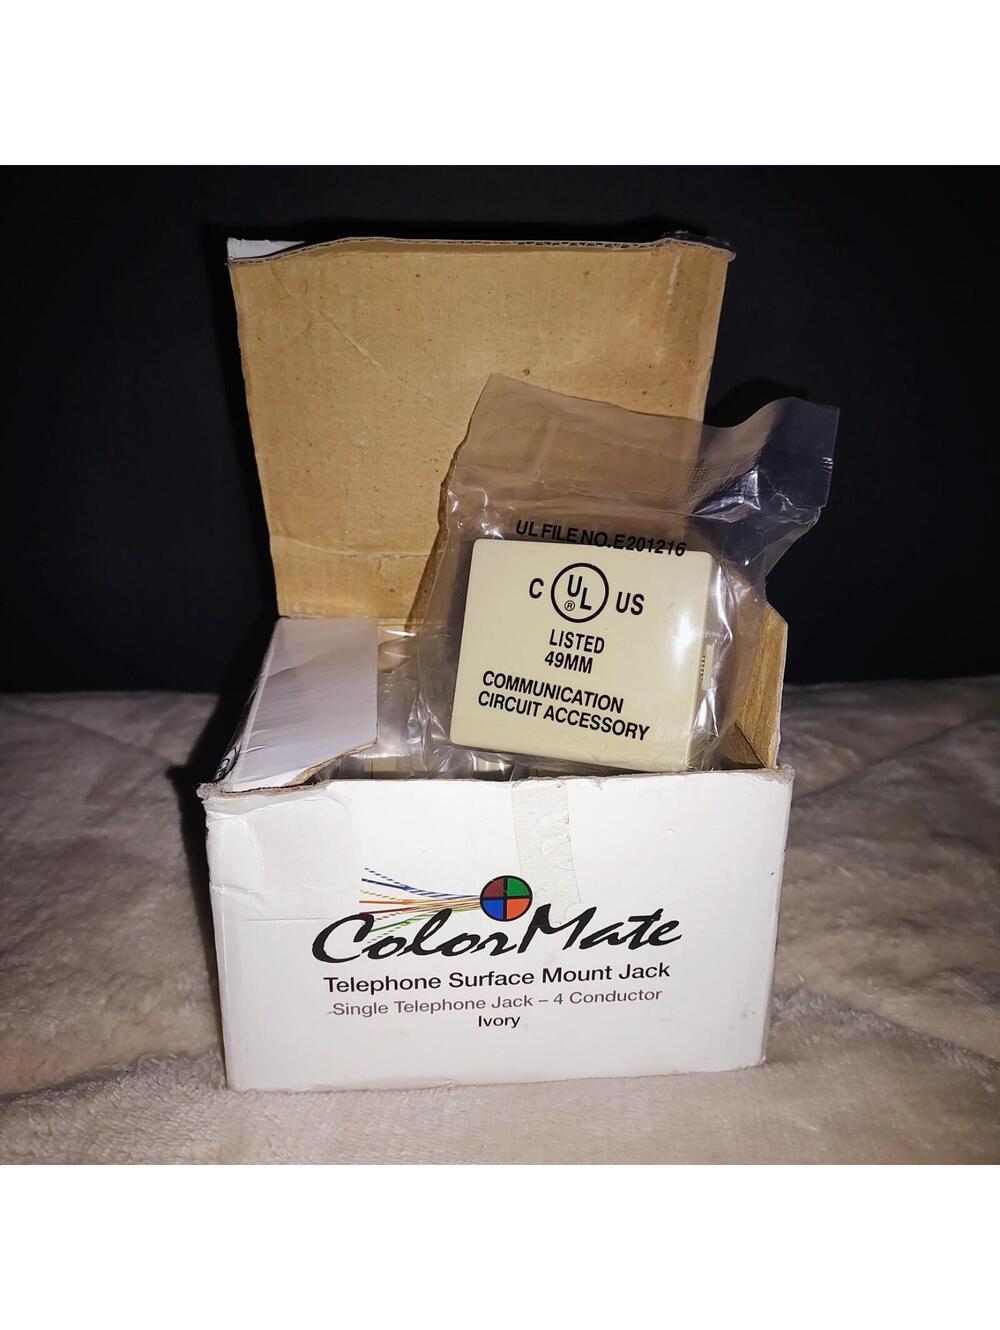 UL FILE NO.E201216
C UL ® US
LISTED
49MM
COMMUNICATION
CIRCUIT ACCESSORY
ColorMate
Telephone Surface Mount Jack
Single Telephone Jack – 4 Conductor
Ivory